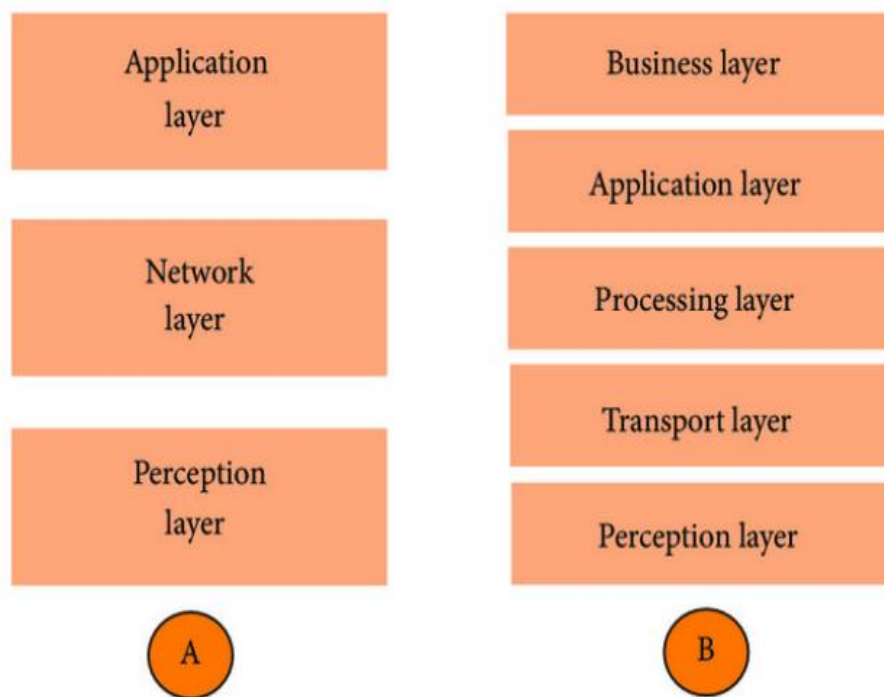 Application
layer
Network
layer
Perception
layer
A
Business layer
Application layer
Processing layer
Transport layer
Perception layer
B